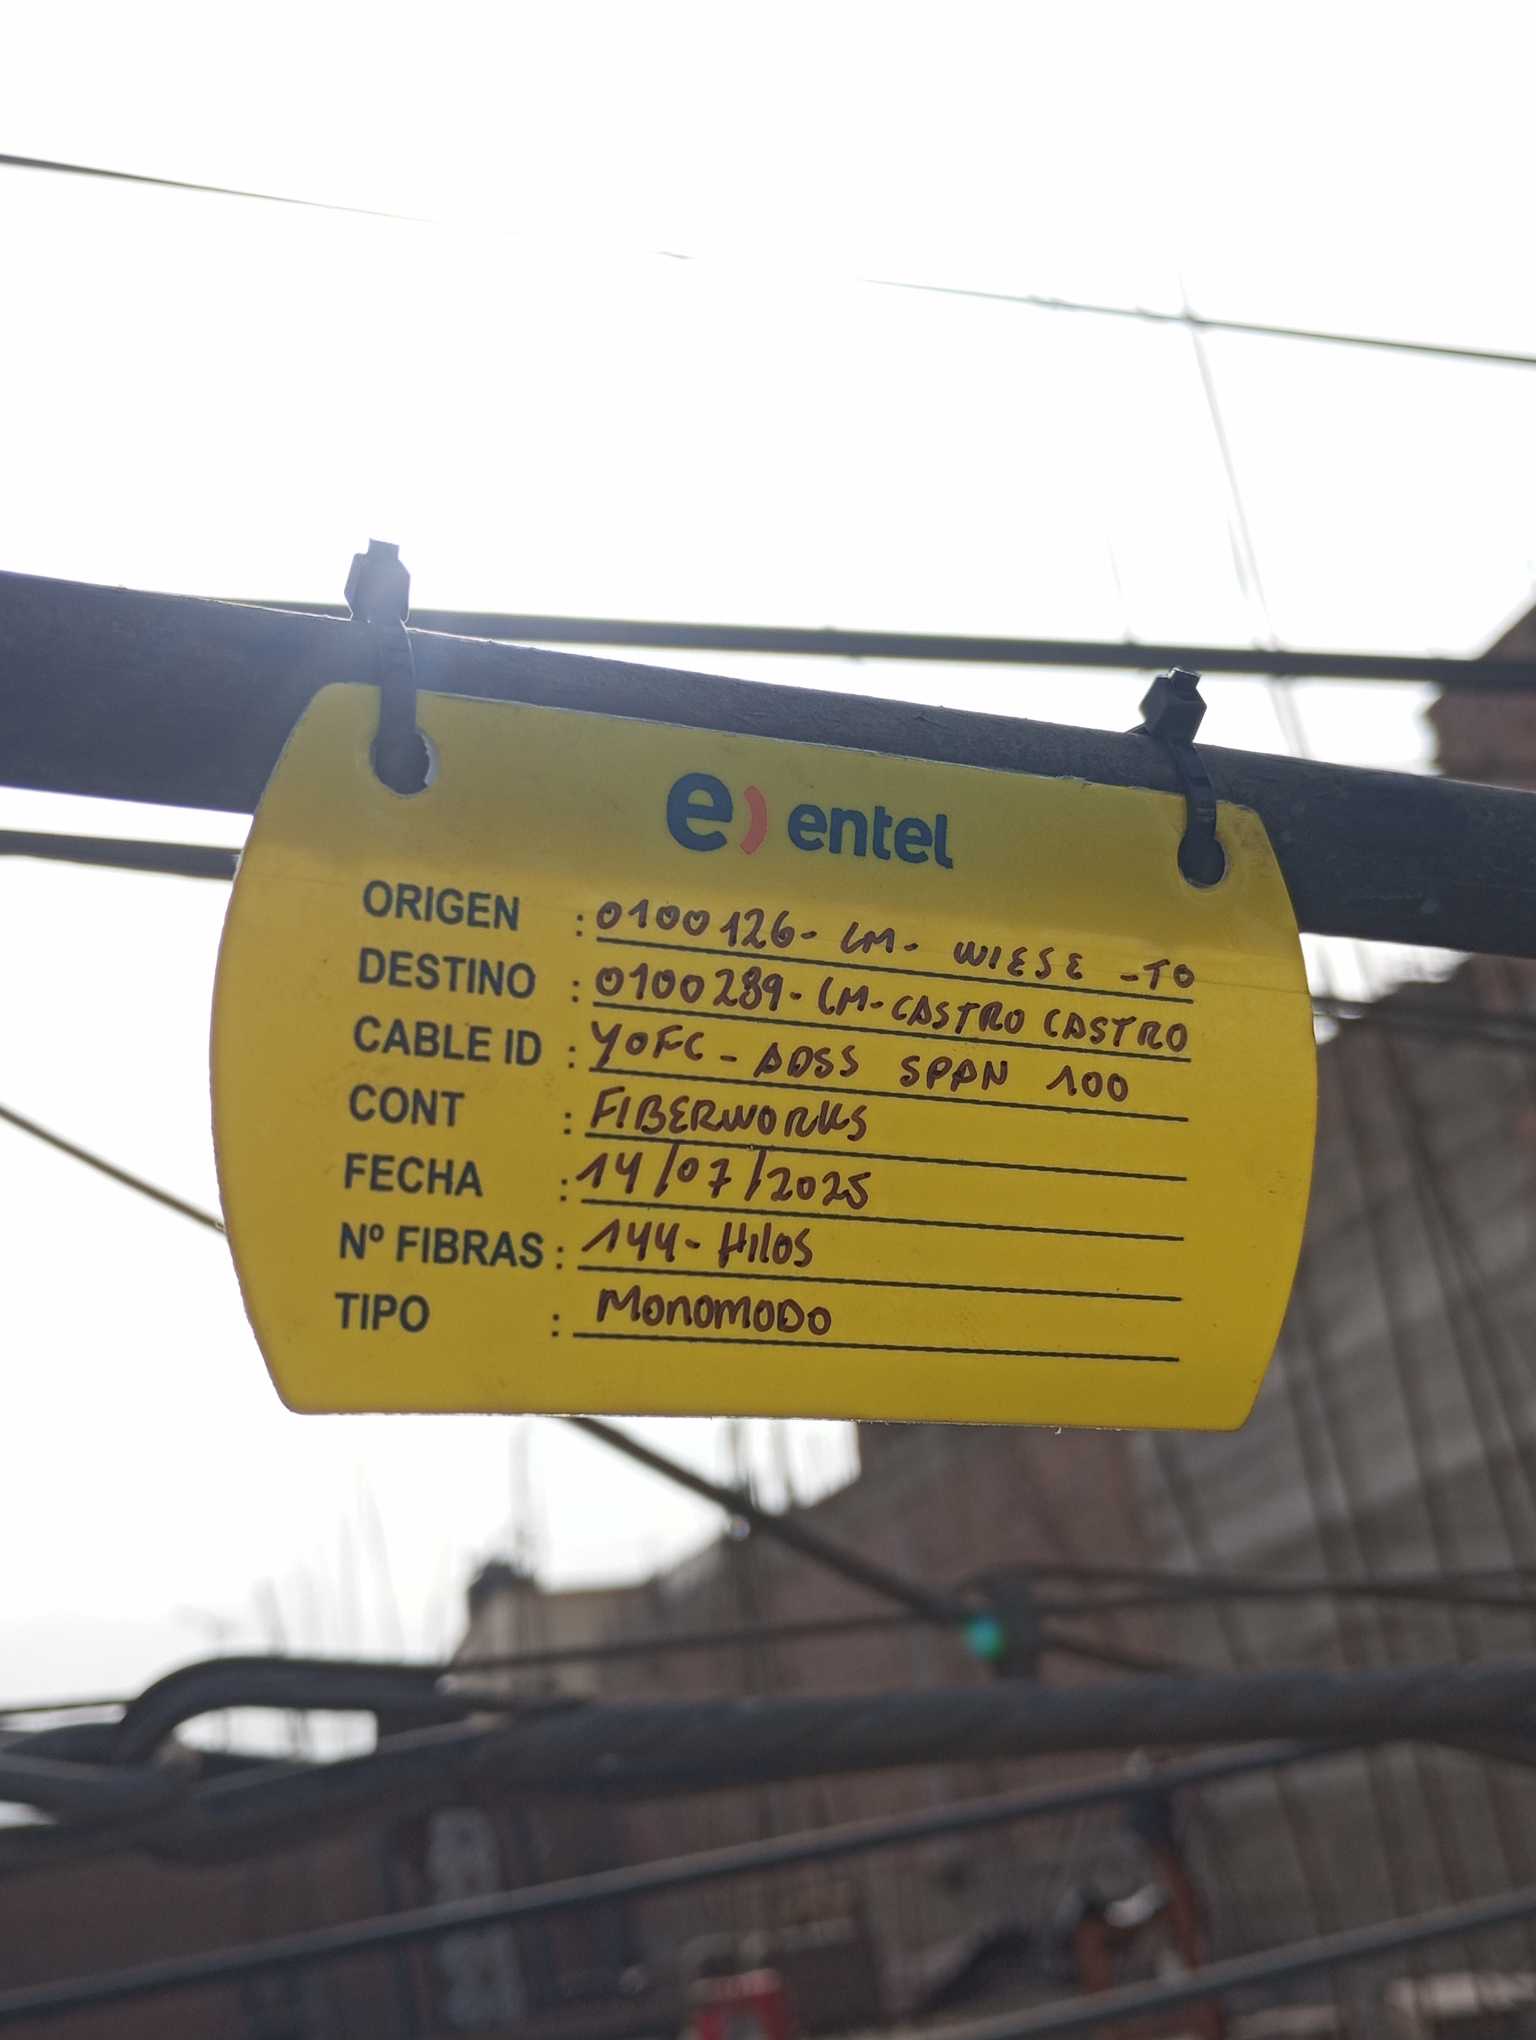 e) entel
ORIGEN : 0100126- LM- WIESE -TO
DESTINO : 0100289- LM-CASTRO CASTRO
CABLE ID : YOFC - ADSS SPAN 100
CONT : FIBERWORKS
FECHA : 14/07/2025
Nº FIBRAS : 144- Hilos
TIPO : MONOMODO